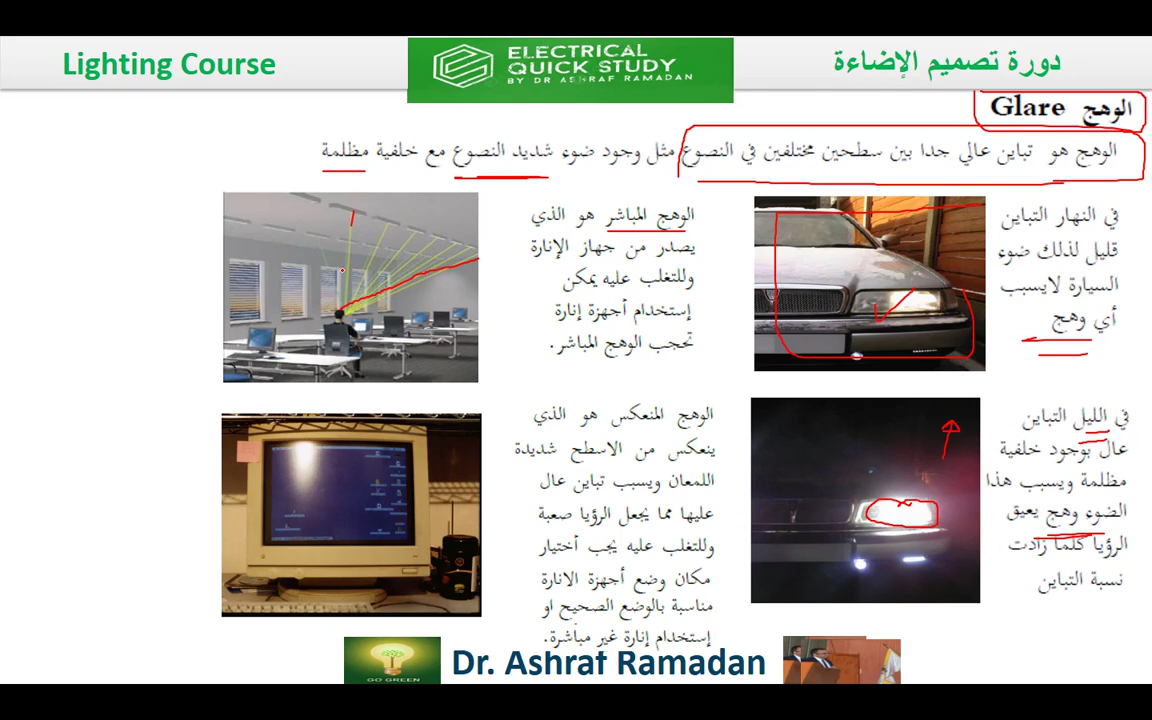 Lighting Course
ELECTRICAL
QUICK STUDY
BY DR ASHRAF RAMADAN
دورة تصميم الإضاءة
الوهج Glare
الوهج هو تباين عالي جدا بين سطحين مختلفين في النصوع مثل وجود ضوء شديد النصوع مع خلفية مظلمة
في النهار التباين
قليل لذلك ضوء
السيارة لايسبب
أي وهج
الوهج المباشر هو الذي
يصدر من جهاز الإنارة
وللتغلب عليه يمكن
إستخدام أجهزة إنارة
تحجب الوهج المباشر.
في الليل التباين
عال بوجود خلفية
مظلمة ويسبب هذا
الضوء وهج يعيق
الرؤيا كلما زادت
نسبة التباين
الوهج المنعكس هو الذي
ينعكس من الاسطح شديدة
اللمعان ويسبب تباين عال
عليها مما يجعل الرؤيا صعبة
وللتغلب عليه يجب أختيار
مكان وضع أجهزة الانارة
مناسبة بالوضع الصحيح او
إستخدام إنارة غير مباشرة.
GO GREEN
Dr. Ashraf Ramadan